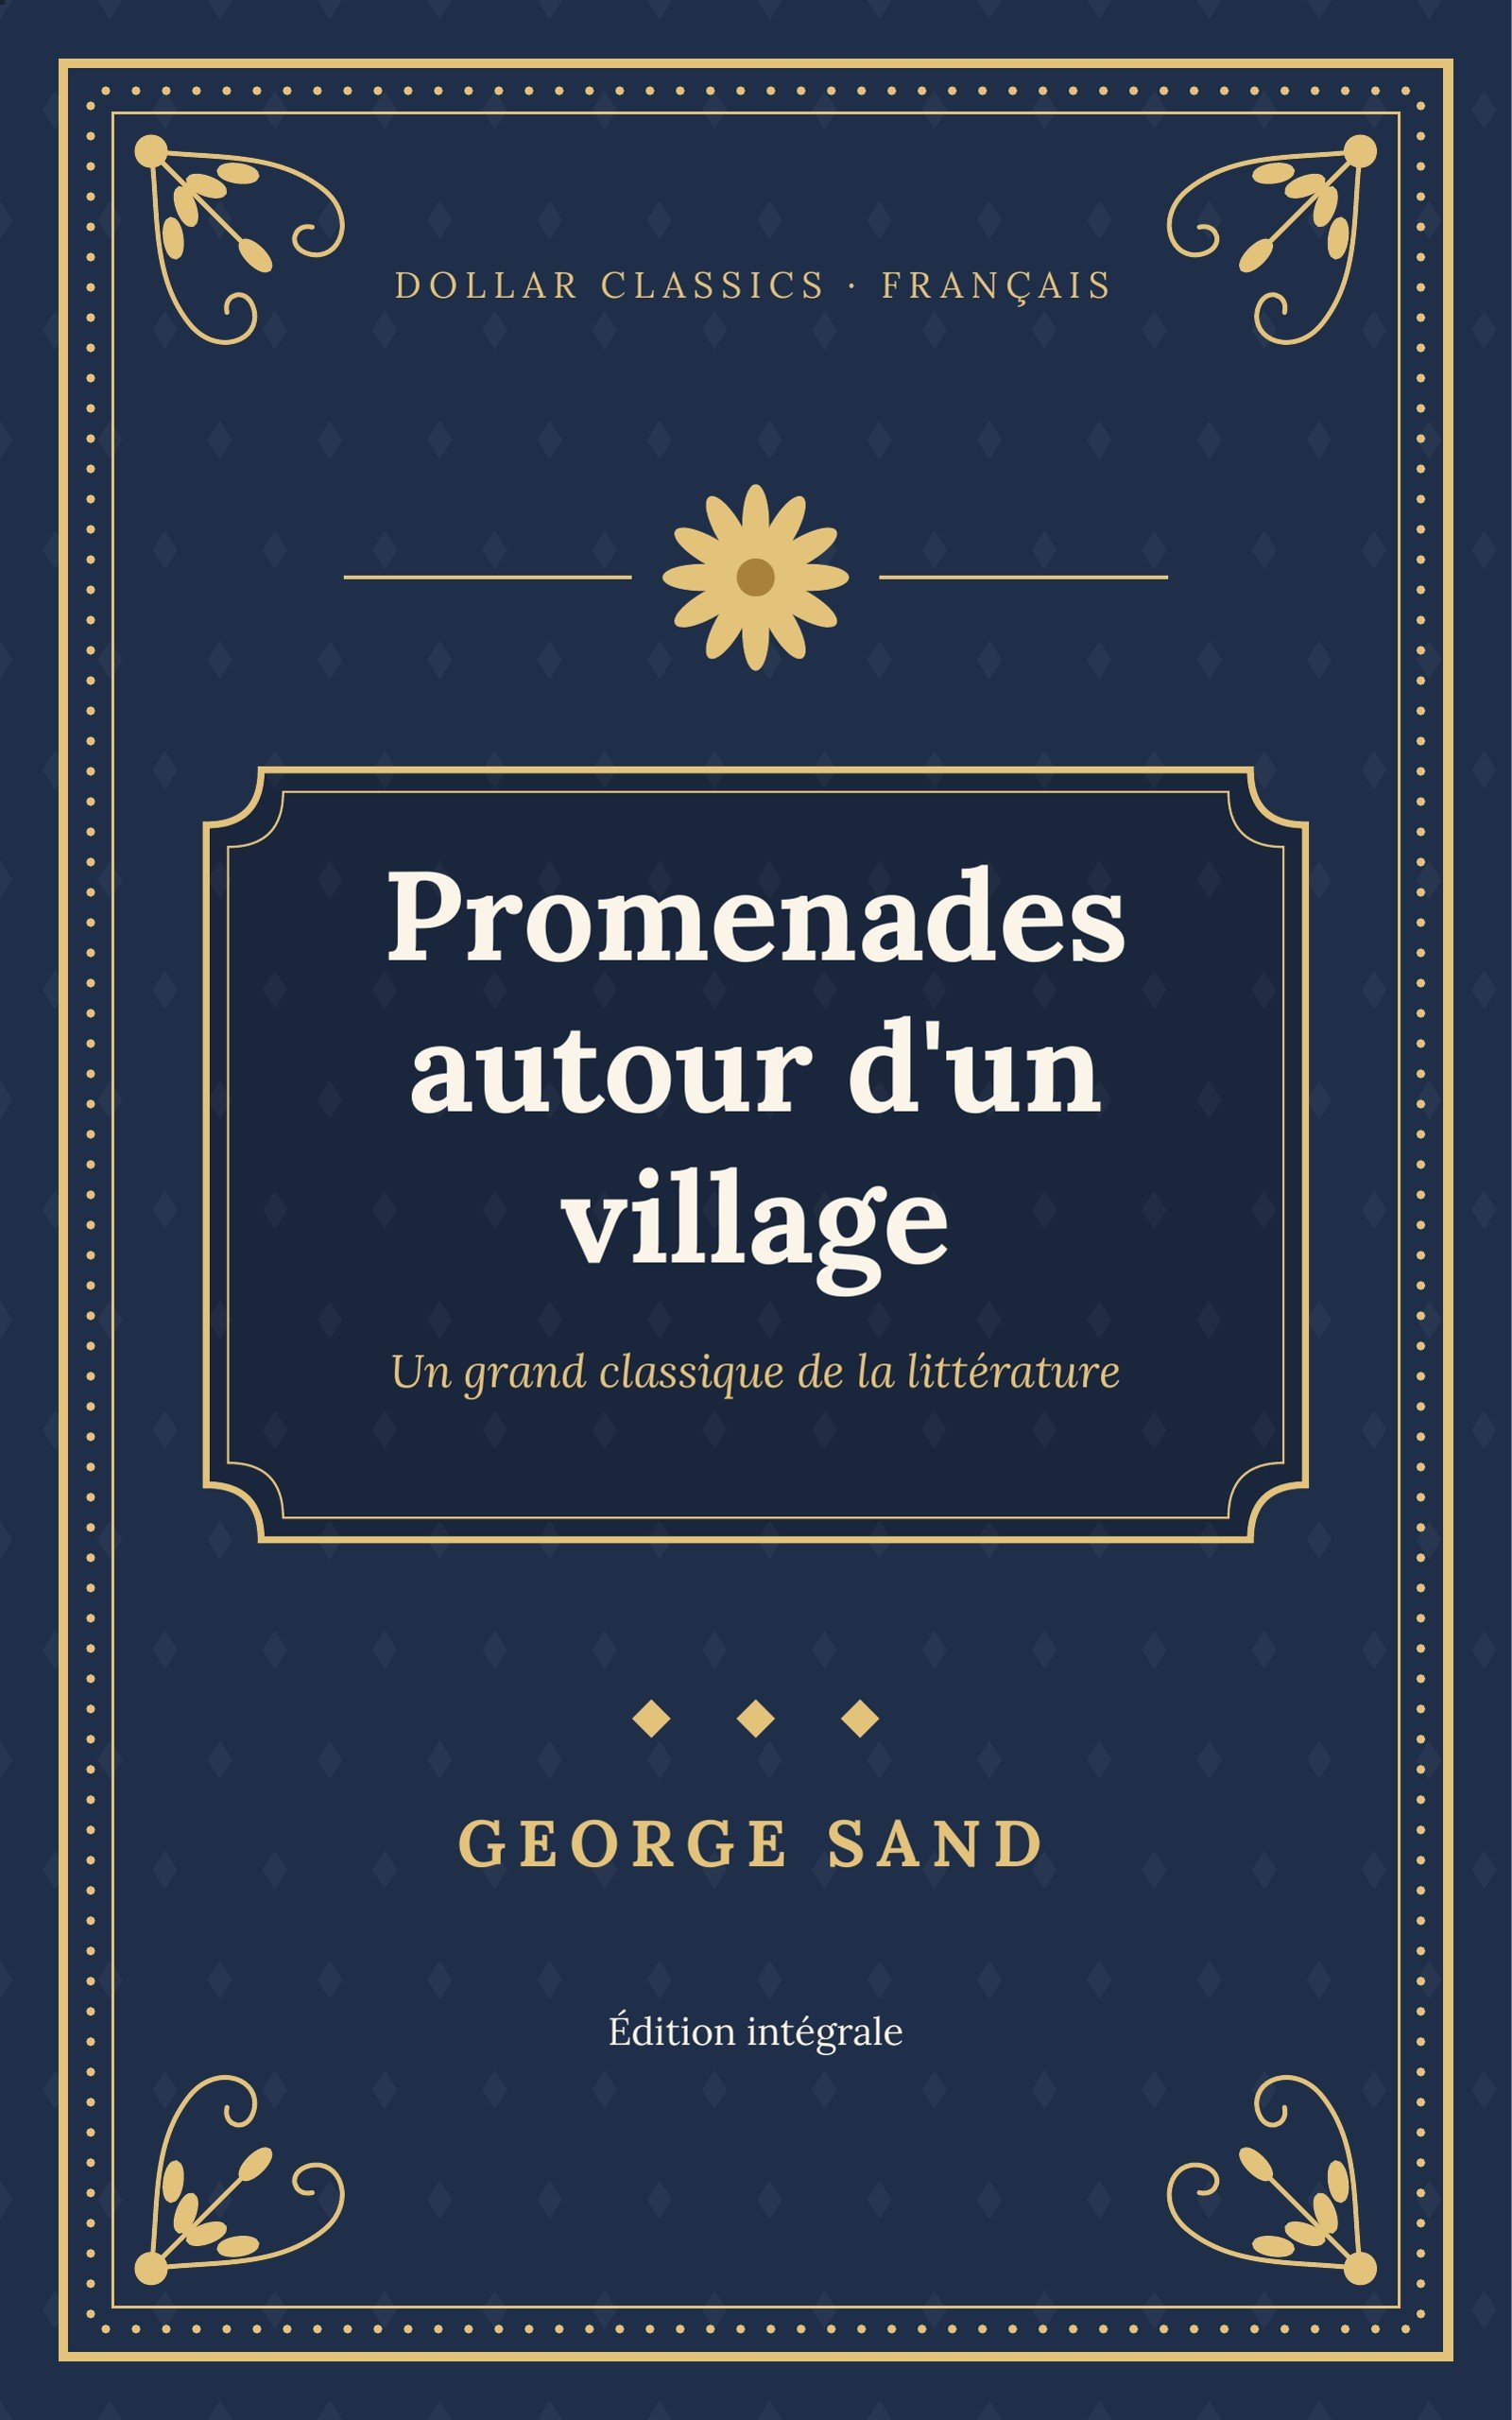 DOLLAR CLASSICS · FRANÇAIS
Promenades
autour d'un
village
Un grand classique de la littérature
GEORGE SAND
Édition intégrale